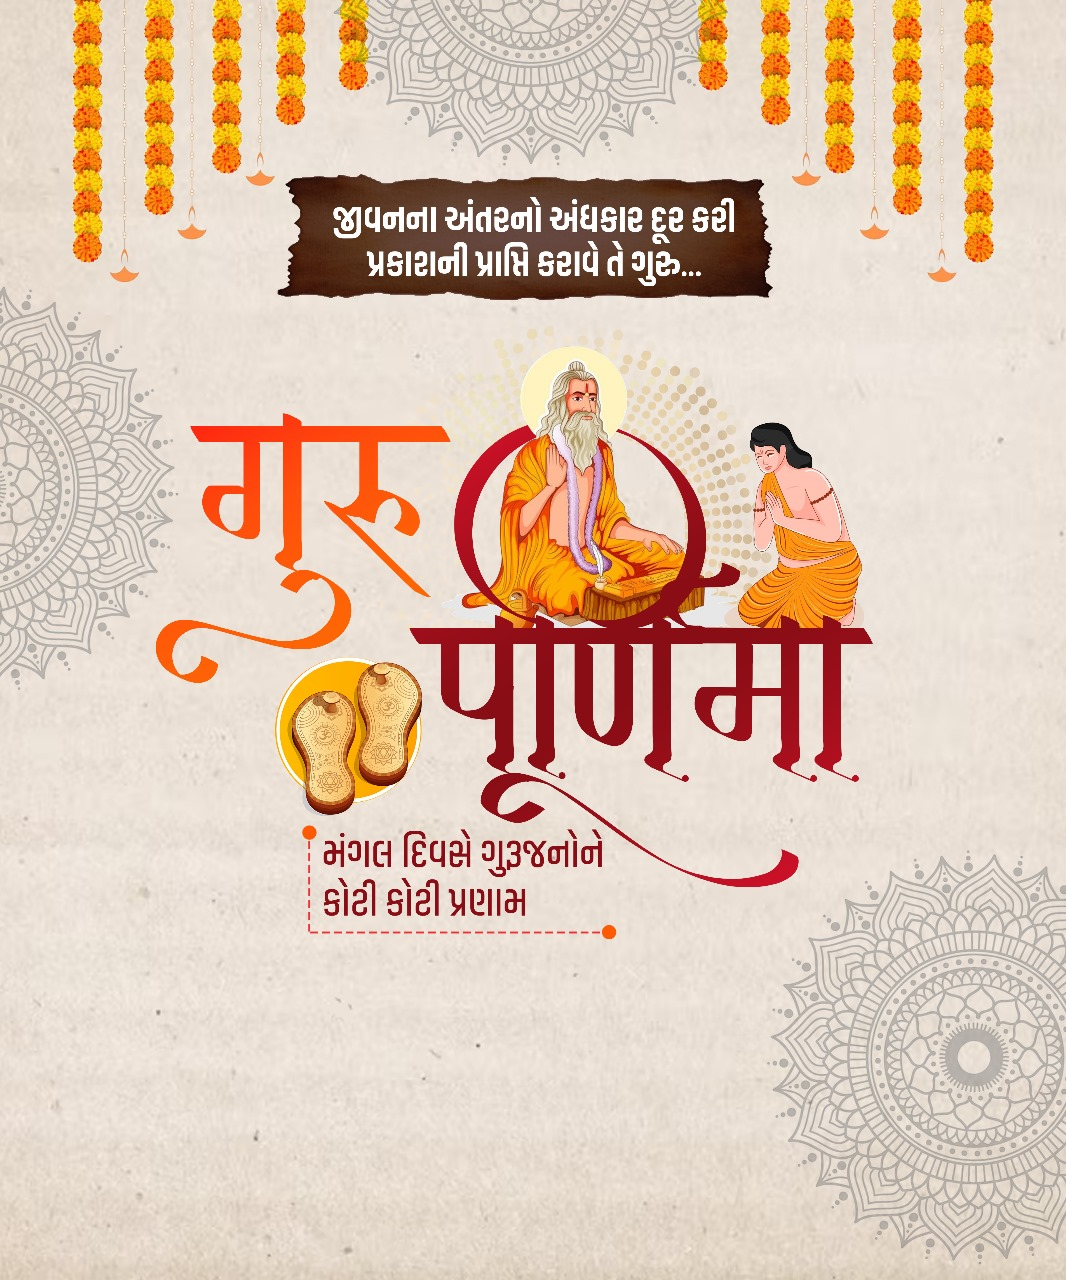 જીવનના અંતરનો અંધકાર દૂર કરી
પ્રકાશની પ્રાપ્તિ કરાવે તે ગુરુ...
गुरु
पूर्णिमा
મંગલ દિવસે ગુરૂજનોને
કોટી કોટી પ્રણામ